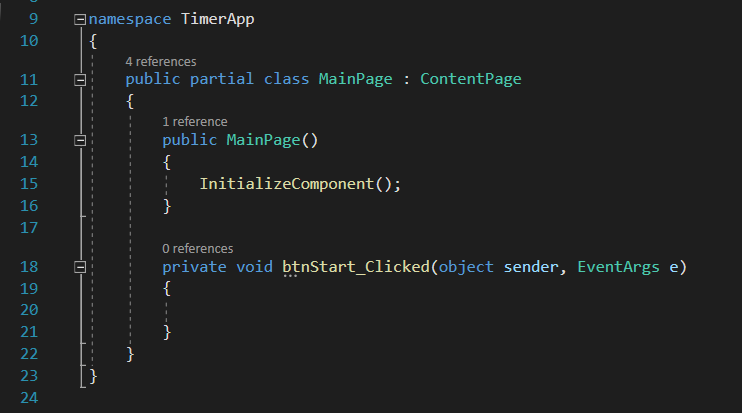 9 namespace TimerApp
10 {
4 references
11 public partial class MainPage : ContentPage
12 {
1 reference
13 public MainPage()
14 {
15 InitializeComponent();
16 }
17
0 references
18 private void btnStart_Clicked(object sender, EventArgs e)
19 {
20
21 }
22 }
23 }
24